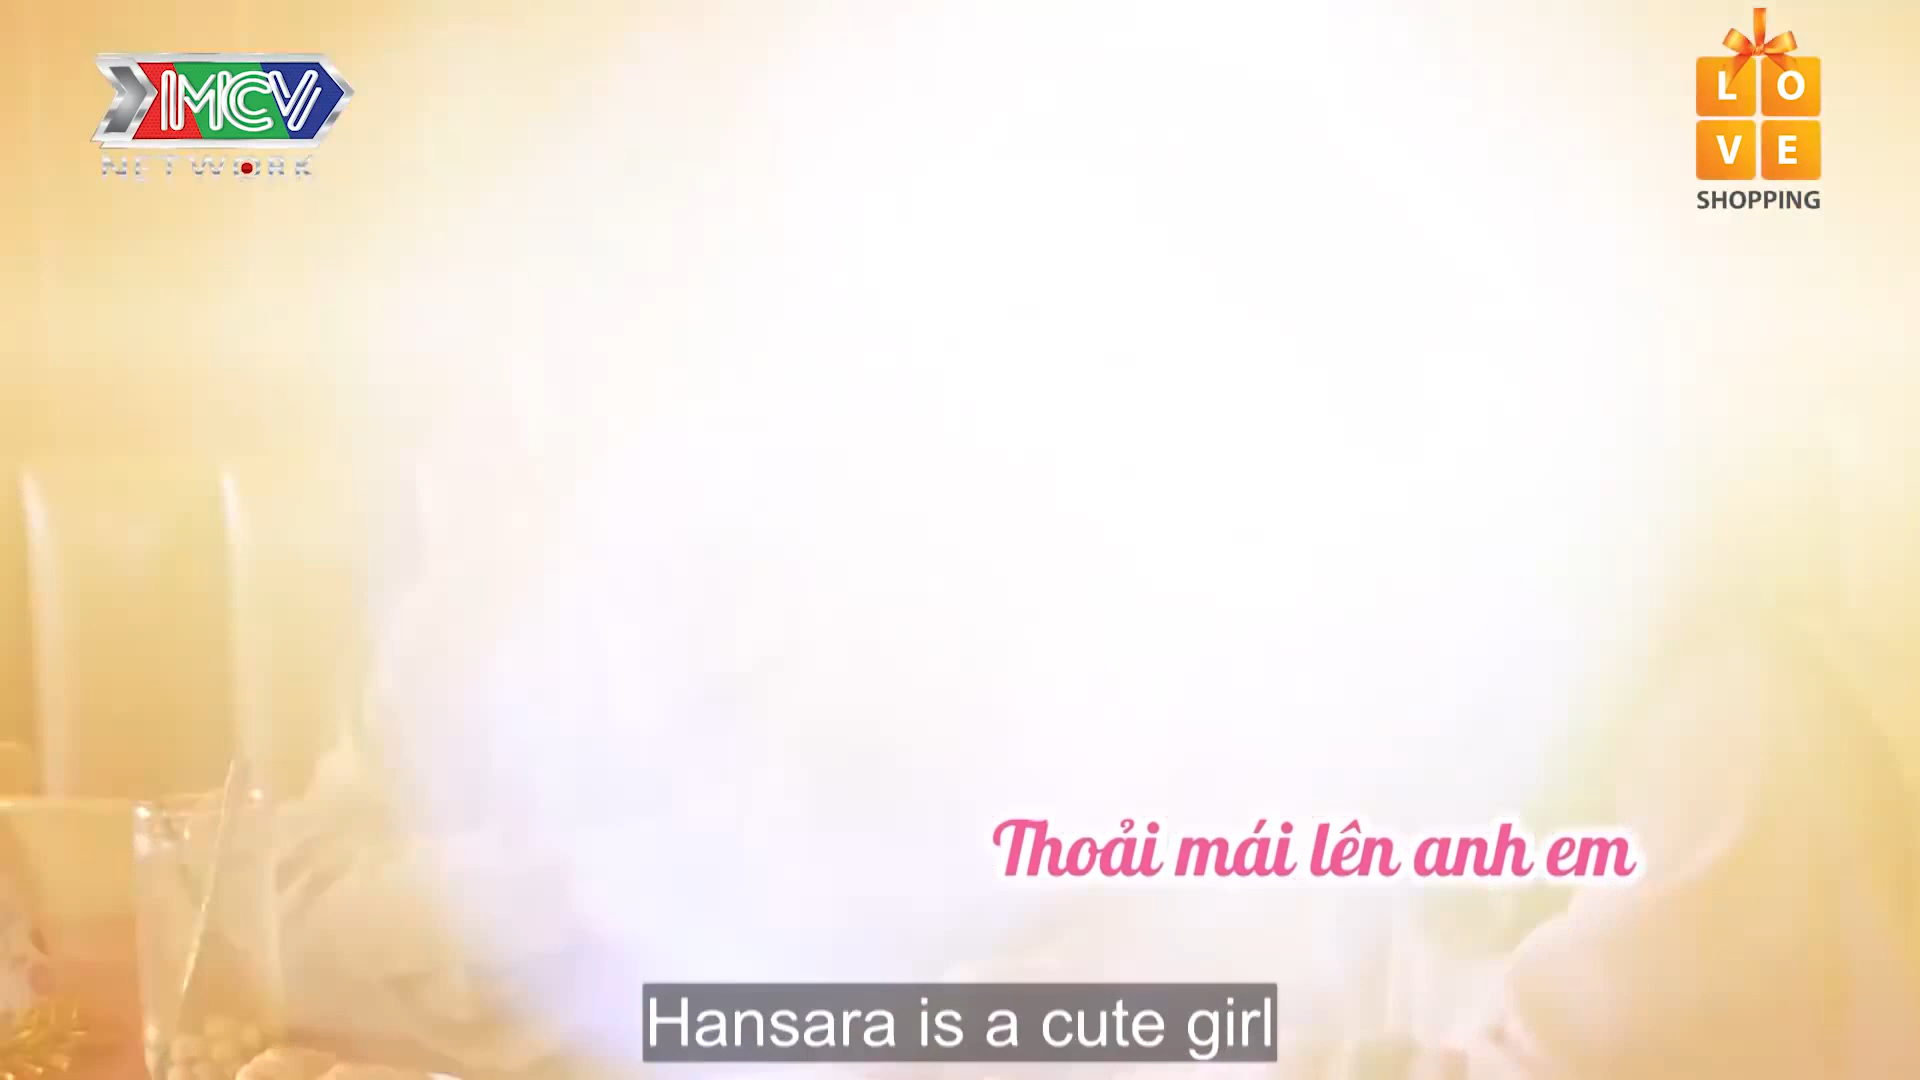 MCV
NETWORK
L O
V E
SHOPPING
Thoải mái lên anh em
Hansara is a cute girl